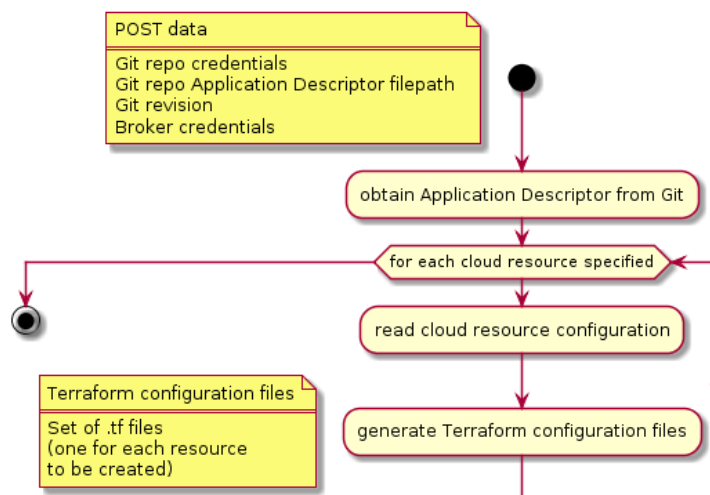 POST data
Git repo credentials
Git repo Application Descriptor filepath
Git revision
Broker credentials
obtain Application Descriptor from Git
for each cloud resource specified
read cloud resource configuration
Terraform configuration files
Set of .tf files
(one for each resource
to be created)
generate Terraform configuration files